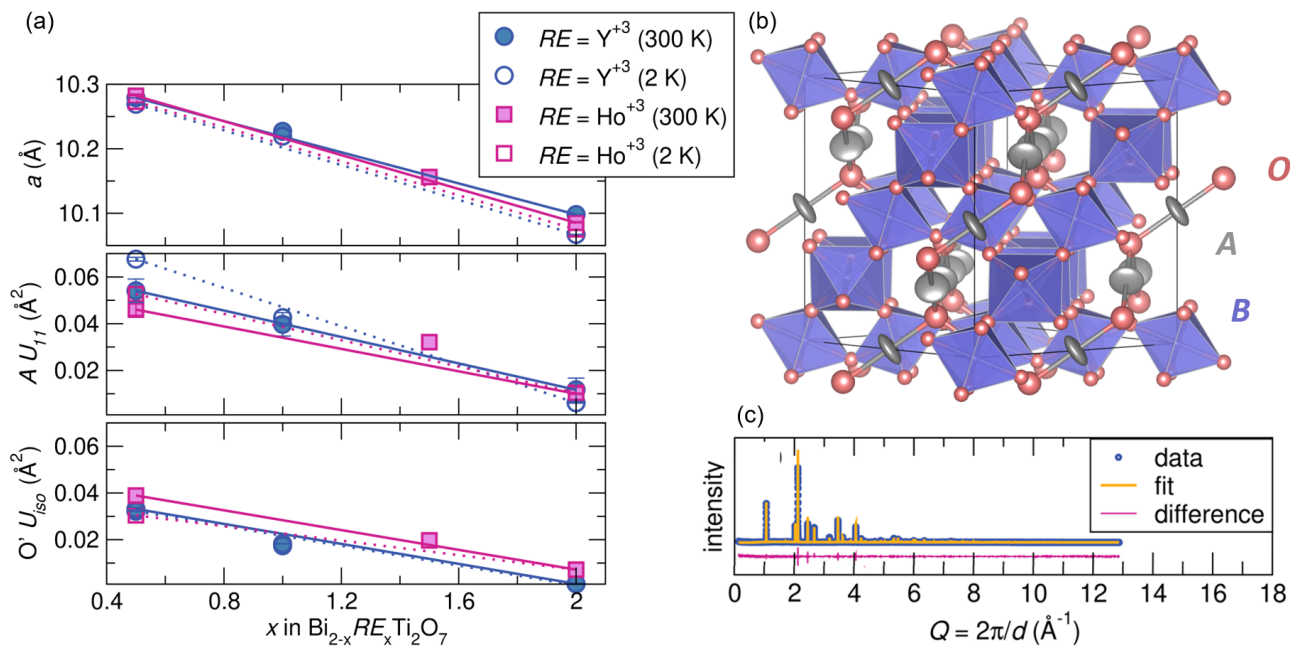 (a)
RE = Y⁺³ (300 K)
RE = Y⁺³ (2 K)
RE = Ho⁺³ (300 K)
RE = Ho⁺³ (2 K)
10.3
10.2
10.1
a (Å)
0.06
0.04
0.02
A U₁₁ (Å²)
0.06
0.04
0.02
O' U_iso (Å²)
0.4 0.8 1.2 1.6 2
x in Bi₂₋ₓREₓTi₂O₇
(b)
O
A
B
(c)
data
fit
difference
intensity
0 2 4 6 8 10 12 14 16 18
Q = 2π/d (Å⁻¹)